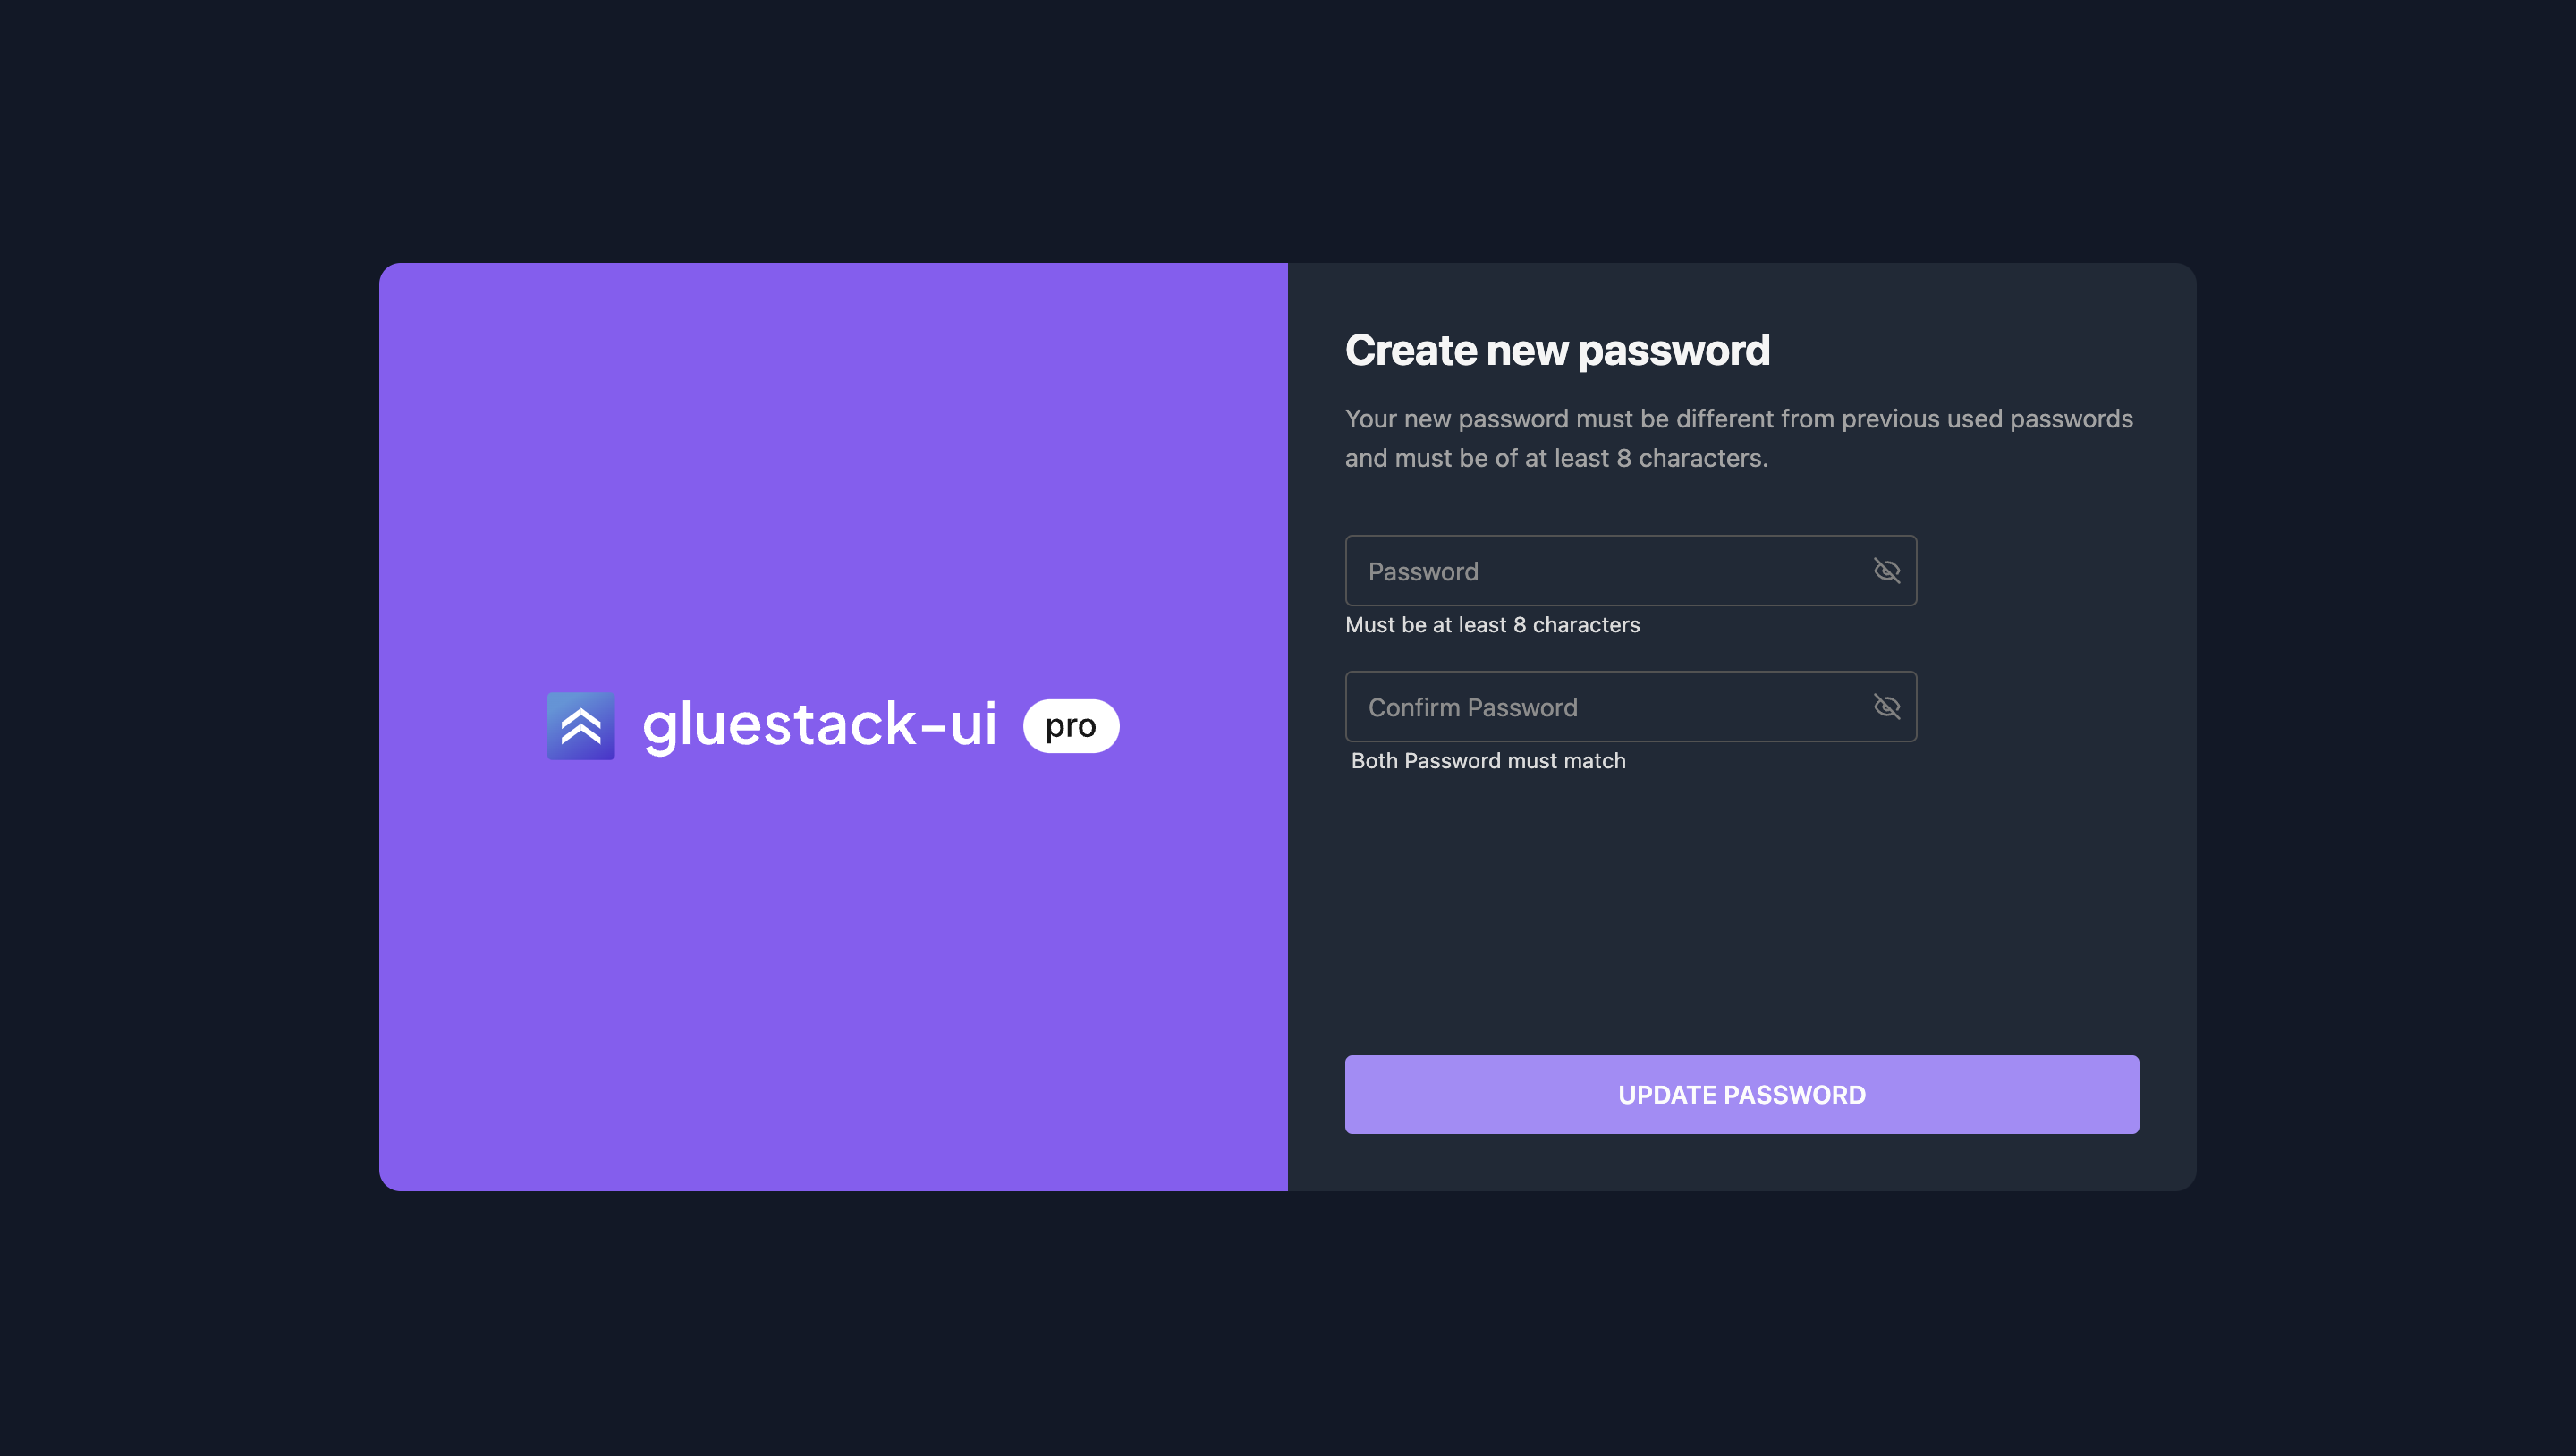 gluestack-ui pro
Create new password
Your new password must be different from previous used passwords
and must be of at least 8 characters.
Password
Must be at least 8 characters
Confirm Password
Both Password must match
UPDATE PASSWORD